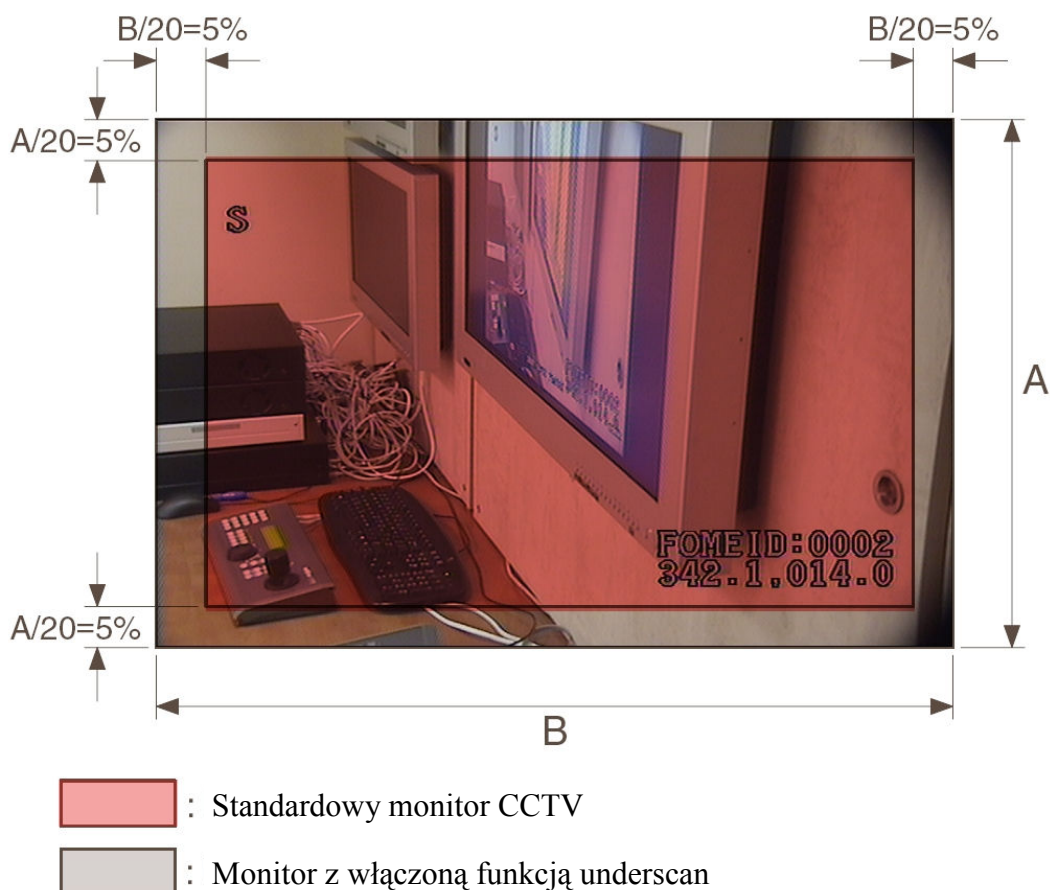 B/20=5%
B/20=5%
A/20=5%
S
A
FOMEID:0002
342.1,014.0
A/20=5%
B
: Standardowy monitor CCTV
: Monitor z włączoną funkcją underscan